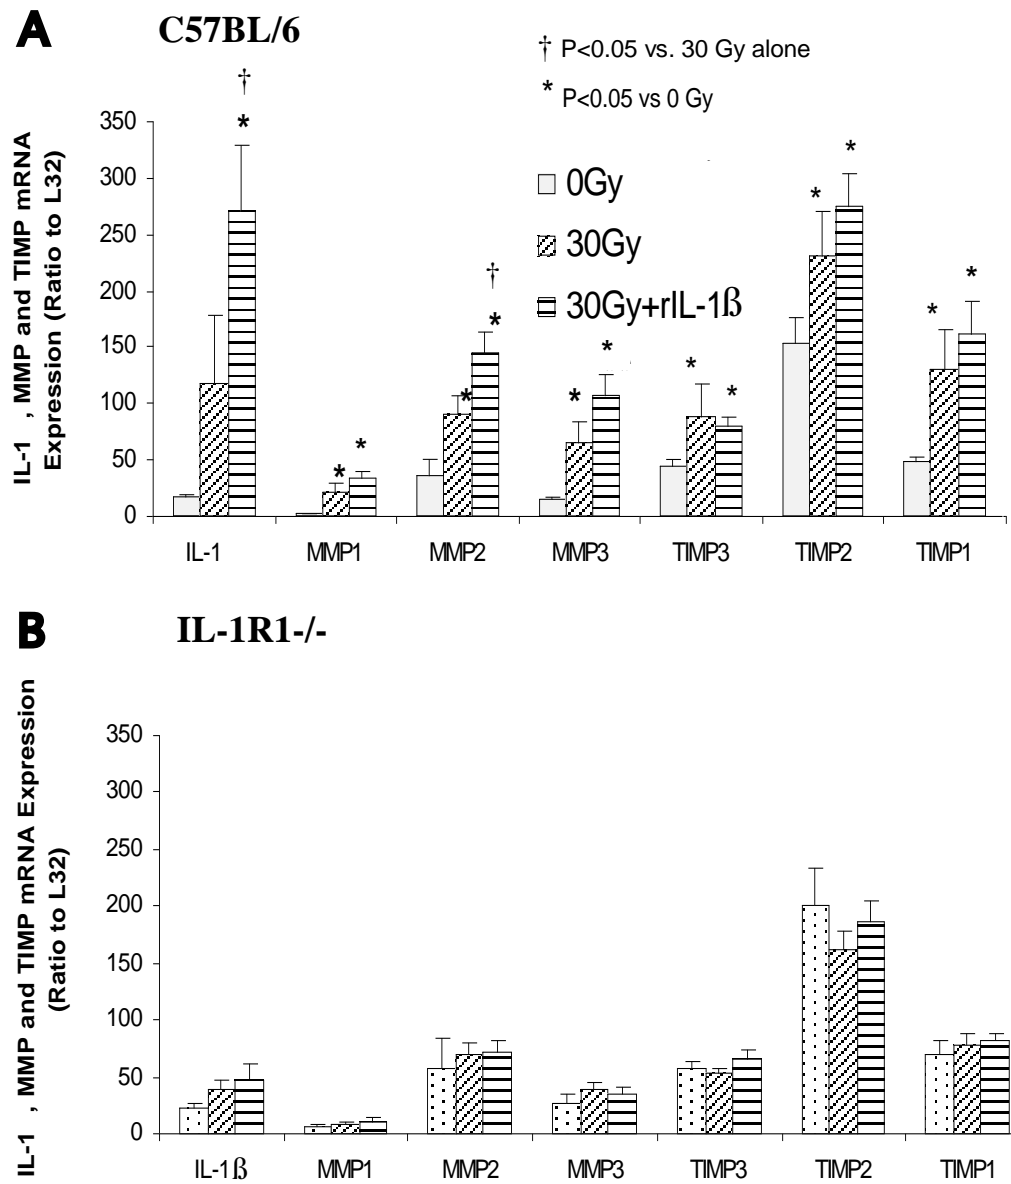 A
C57BL/6
† P<0.05 vs. 30 Gy alone
* P<0.05 vs 0 Gy
†
*
350
300
250
200
150
100
50
0
IL-1 , MMP and TIMP mRNA
Expression (Ratio to L32)
0Gy
30Gy
30Gy+rIL-1ß
* *
† * *
* *
* *
* *
* *
IL-1 MMP1 MMP2 MMP3 TIMP3 TIMP2 TIMP1
B
IL-1R1-/-
350
300
250
200
150
100
50
0
IL-1 , MMP and TIMP mRNA Expression
(Ratio to L32)
IL-1ß MMP1 MMP2 MMP3 TIMP3 TIMP2 TIMP1